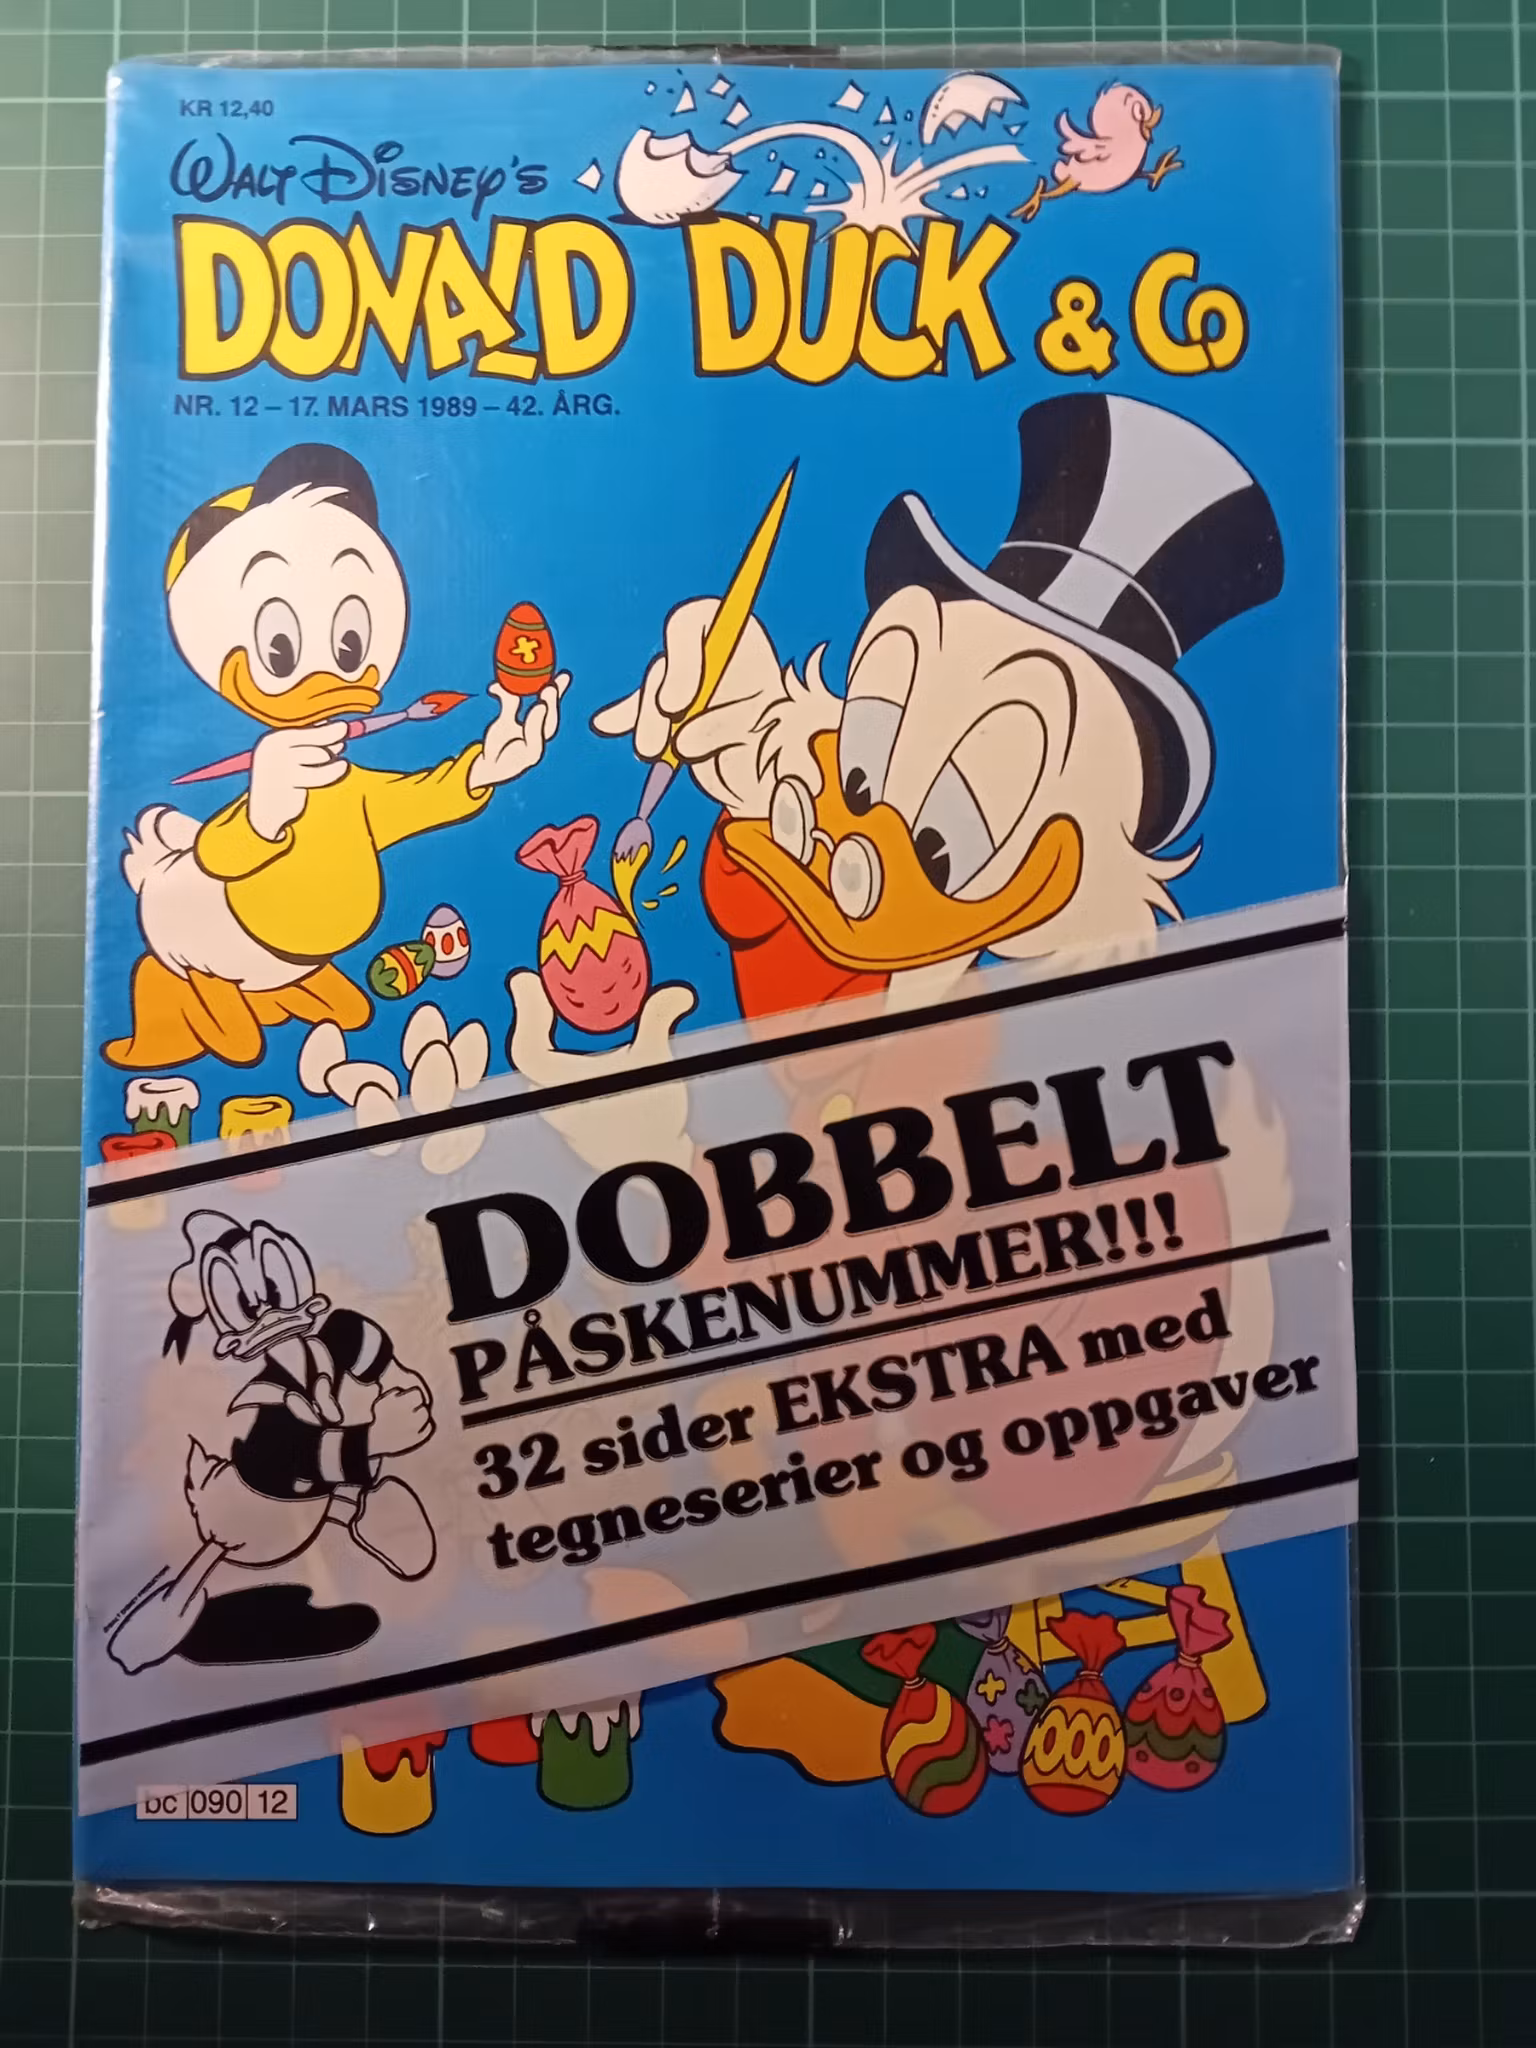 KR 12,40
WALT DISNEY'S
DONALD DUCK & Co
NR. 12 – 17. MARS 1989 – 42. ÅRG.
DOBBELT
PÅSKENUMMER!!!
32 sider EKSTRA med
tegneserier og oppgaver
bc 090 12